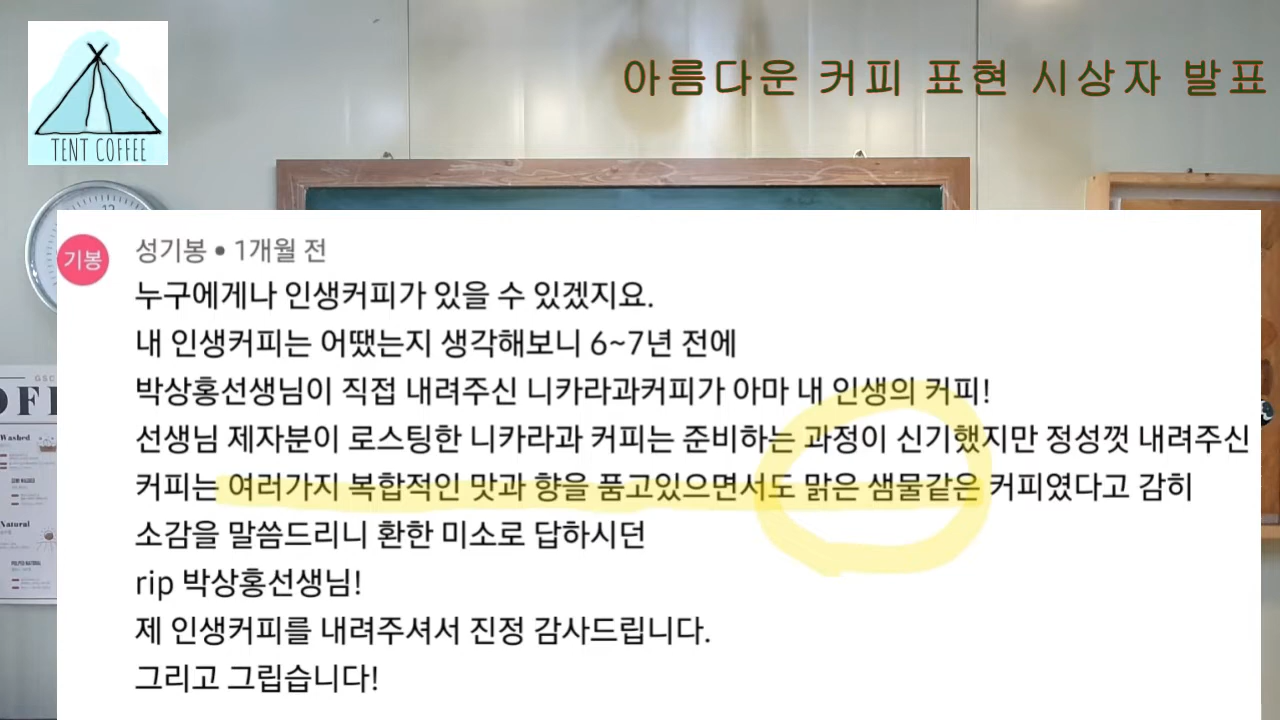 TENT COFFEE
아름다운 커피 표현 시상자 발표
12
기봉
성기봉 • 1개월 전
누구에게나 인생커피가 있을 수 있겠지요.
내 인생커피는 어땠는지 생각해보니 6~7년 전에
박상홍선생님이 직접 내려주신 니카라과커피가 아마 내 인생의 커피!
선생님 제자분이 로스팅한 니카라과 커피는 준비하는 과정이 신기했지만 정성껏 내려주신
커피는 여러가지 복합적인 맛과 향을 품고있으면서도 맑은 샘물같은 커피였다고 감히
소감을 말씀드리니 환한 미소로 답하시던
rip 박상홍선생님!
제 인생커피를 내려주셔서 진정 감사드립니다.
그리고 그립습니다!
GSC
OFF
Washed
Natural